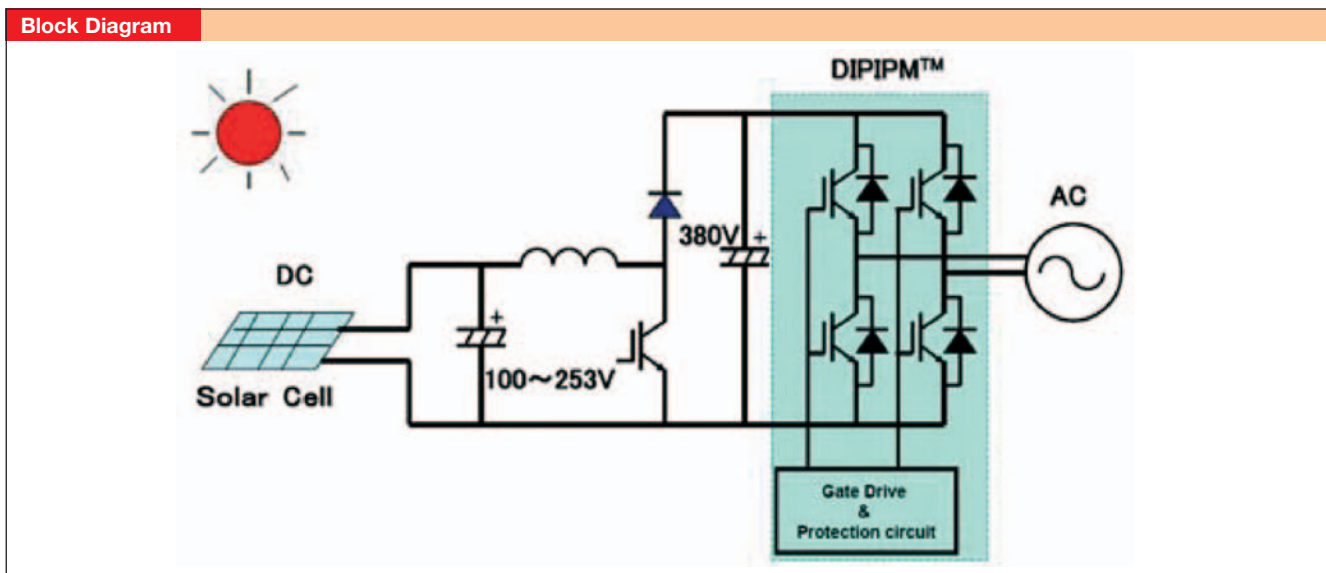 Block Diagram
DIPIPM™
AC
380V +
DC
+
100～253V
Solar Cell
Gate Drive
&
Protection circuit